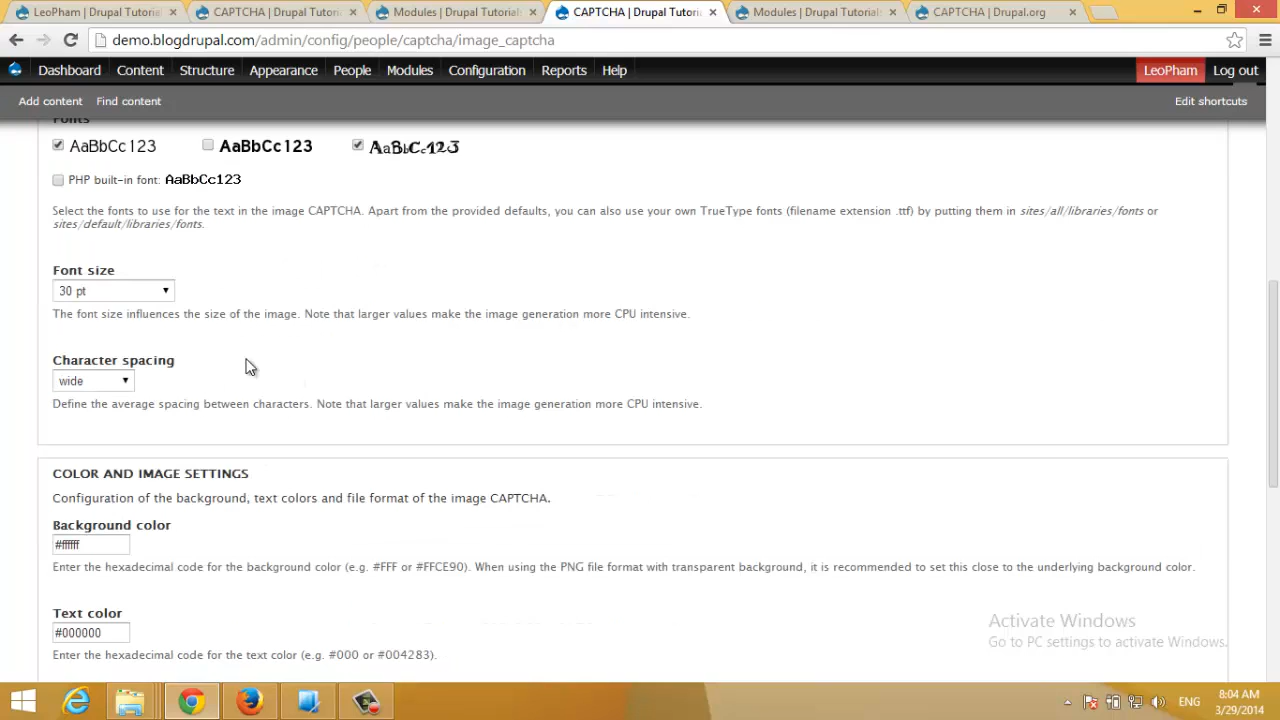 LeoPham | Drupal Tutoria
CAPTCHA | Drupal Tutori
Modules | Drupal Tutorial
CAPTCHA | Drupal Tutori
Modules | Drupal Tutorial
CAPTCHA | Drupal.org
demo.blogdrupal.com/admin/config/people/captcha/image_captcha
Dashboard Content Structure Appearance People Modules Configuration Reports Help LeoPham Log out
Add content Find content Edit shortcuts
Fonts
AaBbCc123 AaBbCc123 AaBbCc123
PHP built-in font: AaBbCc123
Select the fonts to use for the text in the image CAPTCHA. Apart from the provided defaults, you can also use your own TrueType fonts (filename extension .ttf) by putting them in sites/all/libraries/fonts or
sites/default/libraries/fonts.
Font size
30 pt
The font size influences the size of the image. Note that larger values make the image generation more CPU intensive.
Character spacing
wide
Define the average spacing between characters. Note that larger values make the image generation more CPU intensive.
COLOR AND IMAGE SETTINGS
Configuration of the background, text colors and file format of the image CAPTCHA.
Background color
#ffffff
Enter the hexadecimal code for the background color (e.g. #FFF or #FFCE90). When using the PNG file format with transparent background, it is recommended to set this close to the underlying background color.
Text color
#000000
Enter the hexadecimal code for the text color (e.g. #000 or #004283).
Activate Windows
Go to PC settings to activate Windows.
ENG
8:04 AM
3/29/2014